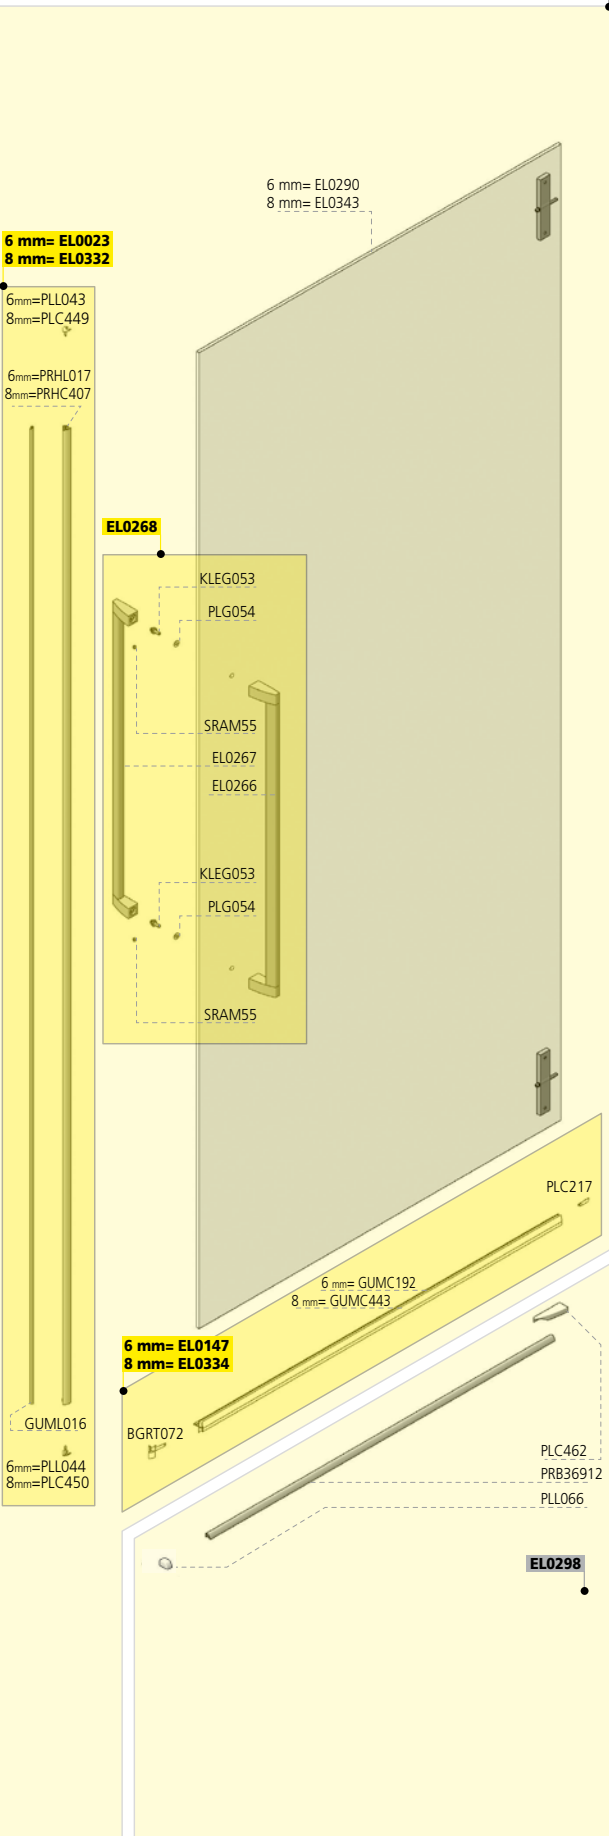 6 mm= EL0290
8 mm= EL0343
6 mm= EL0023
8 mm= EL0332
6mm=PLL043
8mm=PLC449
6mm=PRHL017
8mm=PRHC407
EL0268
KLEG053
PLG054
SRAM55
EL0267
EL0266
KLEG053
PLG054
SRAM55
PLC217
6 mm= GUMC192
8 mm= GUMC443
6 mm= EL0147
8 mm= EL0334
GUML016
BGRT072
6mm=PLL044
8mm=PLC450
PLC462
PRB36912
PLL066
EL0298